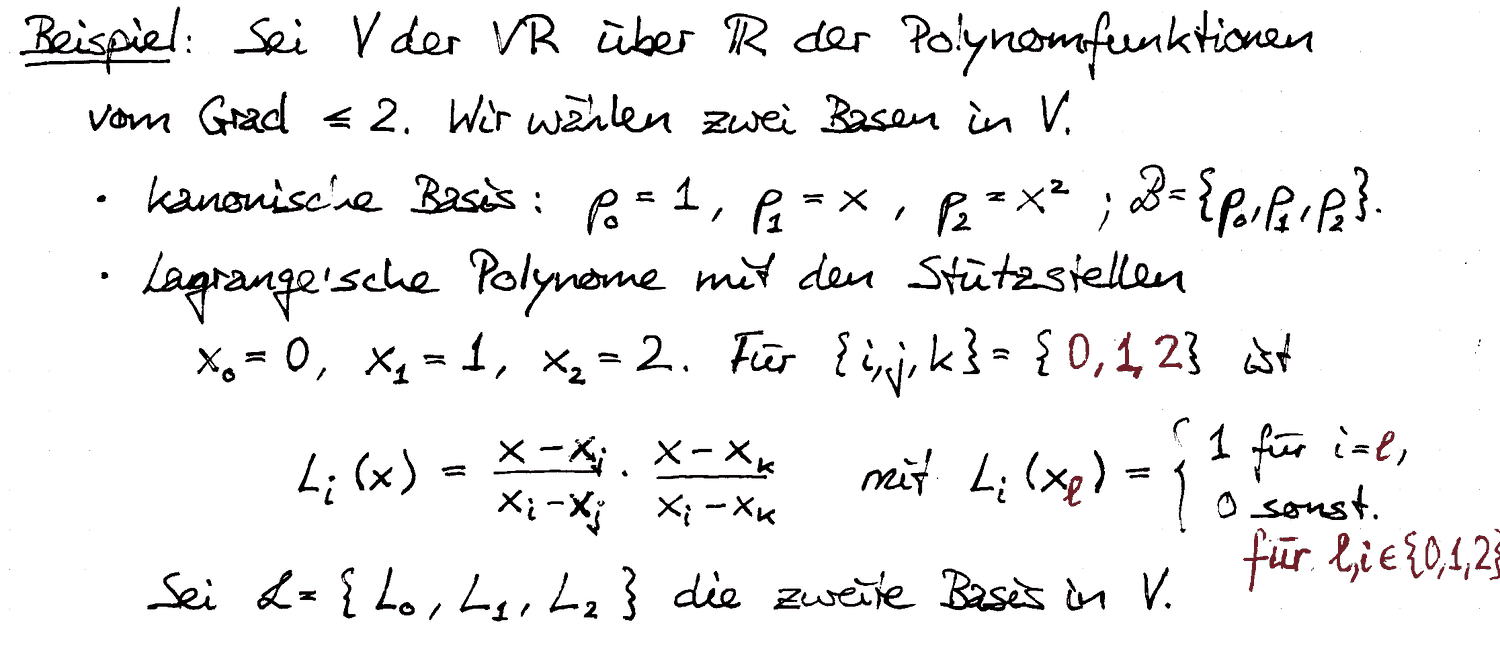 Beispiel: Sei V der VR über ℝ der Polynomfunktionen
vom Grad ≤ 2. Wir wählen zwei Basen in V.
· kanonische Basis: p₀ = 1, p₁ = x, p₂ = x² ; ℬ = {p₀, p₁, p₂}.
· Lagrange'sche Polynome mit den Stützstellen
x₀ = 0, x₁ = 1, x₂ = 2. Für {i, j, k} = {0, 1, 2} ist
Lᵢ(x) = (x − xⱼ)/(xᵢ − xⱼ) · (x − xₖ)/(xᵢ − xₖ) mit Lᵢ(x_ℓ) = { 1 für i = ℓ,
0 sonst.
für ℓ, i ∈ {0, 1, 2}
Sei ℒ = {L₀, L₁, L₂} die zweite Basis in V.